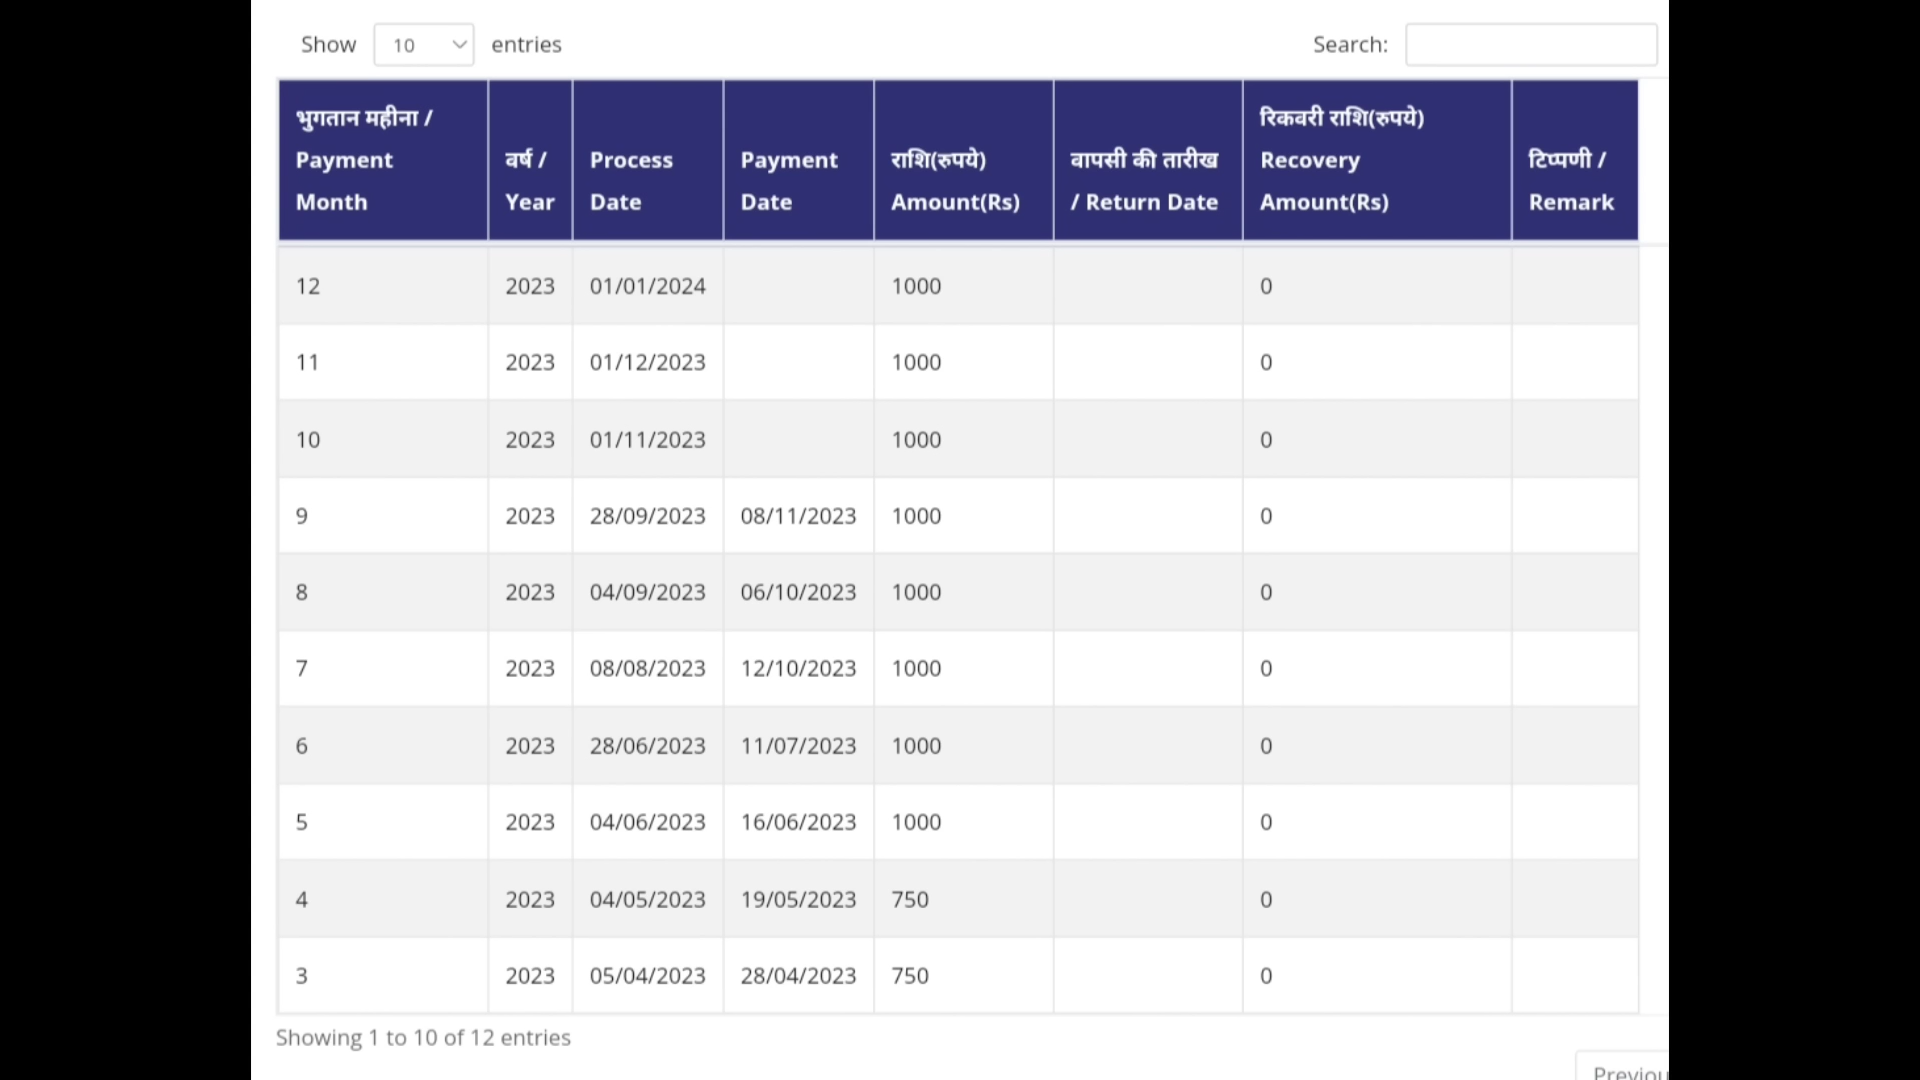 Show 10 entries Search:
भुगतान महीना / Payment Month वर्ष / Year Process Date Payment Date राशि(रुपये) Amount(Rs) वापसी की तारीख / Return Date रिकवरी राशि(रुपये) Recovery Amount(Rs) टिप्पणी / Remark
12 2023 01/01/2024 1000 0
11 2023 01/12/2023 1000 0
10 2023 01/11/2023 1000 0
9 2023 28/09/2023 08/11/2023 1000 0
8 2023 04/09/2023 06/10/2023 1000 0
7 2023 08/08/2023 12/10/2023 1000 0
6 2023 28/06/2023 11/07/2023 1000 0
5 2023 04/06/2023 16/06/2023 1000 0
4 2023 04/05/2023 19/05/2023 750 0
3 2023 05/04/2023 28/04/2023 750 0
Showing 1 to 10 of 12 entries
Previou